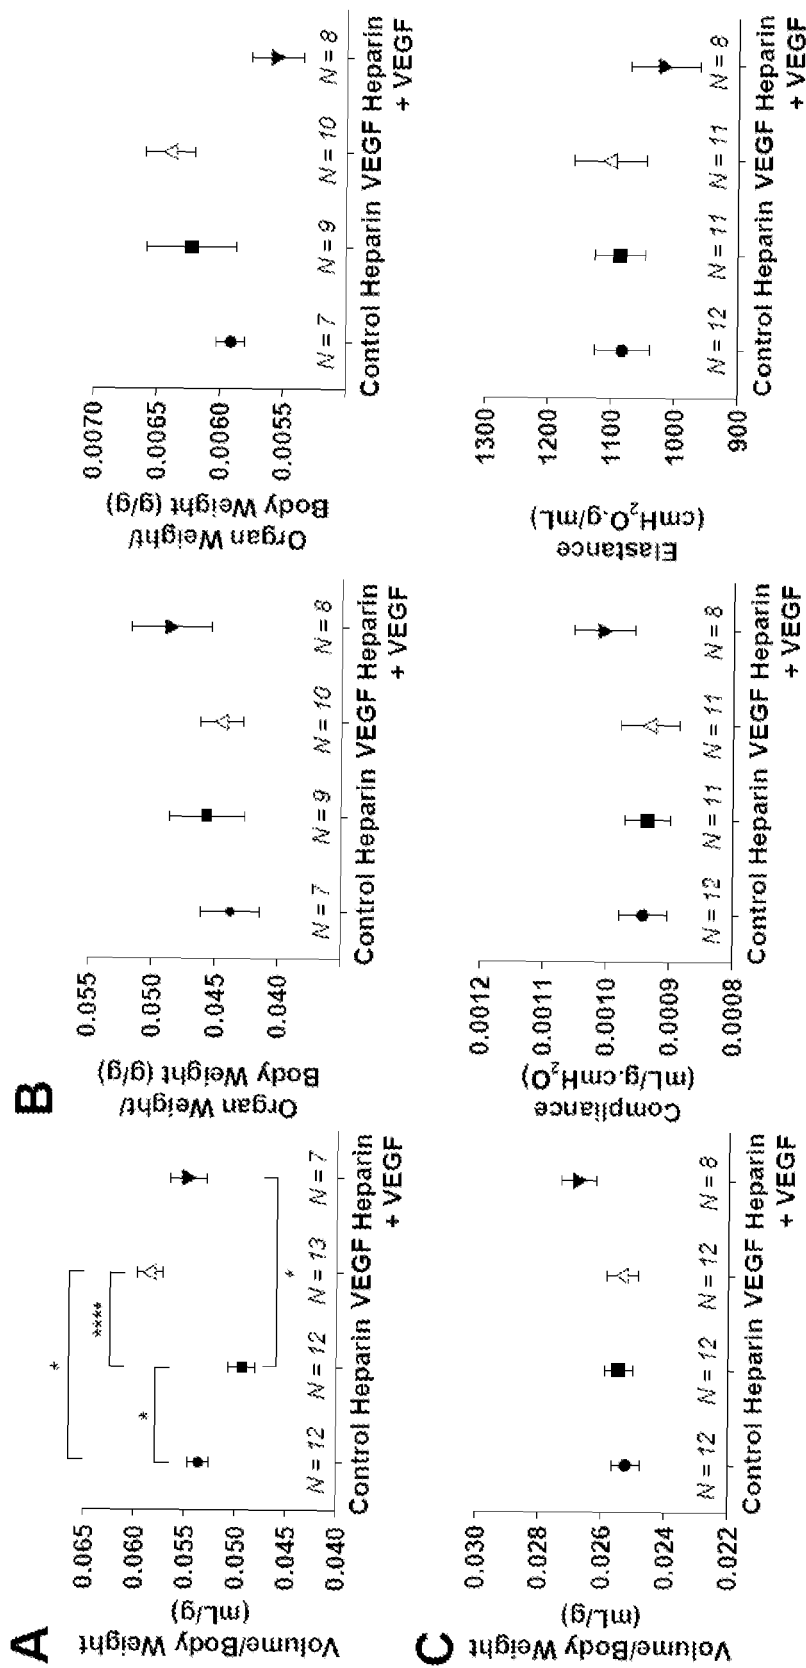 A
Volume/Body Weight
(mL/g)
0.065
0.060
0.055
0.050
0.045
0.040
*
****
*
*
N = 12
N = 12
N = 13
N = 7
Control Heparin VEGF Heparin
+ VEGF
B
Organ Weight/
Body Weight (g/g)
0.055
0.050
0.045
0.040
N = 7
N = 9
N = 10
N = 8
Control Heparin VEGF Heparin
+ VEGF
Organ Weight/
Body Weight (g/g)
0.0070
0.0065
0.0060
0.0055
N = 7
N = 9
N = 10
N = 8
Control Heparin VEGF Heparin
+ VEGF
C
Volume/Body Weight
(mL/g)
0.030
0.028
0.026
0.024
0.022
N = 12
N = 12
N = 12
N = 8
Control Heparin VEGF Heparin
+ VEGF
Compliance
(mL/g.cmH₂O)
0.0012
0.0011
0.0010
0.0009
0.0008
N = 12
N = 11
N = 11
N = 8
Control Heparin VEGF Heparin
+ VEGF
Elastance
(cmH₂O.g/mL)
1300
1200
1100
1000
900
N = 12
N = 11
N = 11
N = 8
Control Heparin VEGF Heparin
+ VEGF